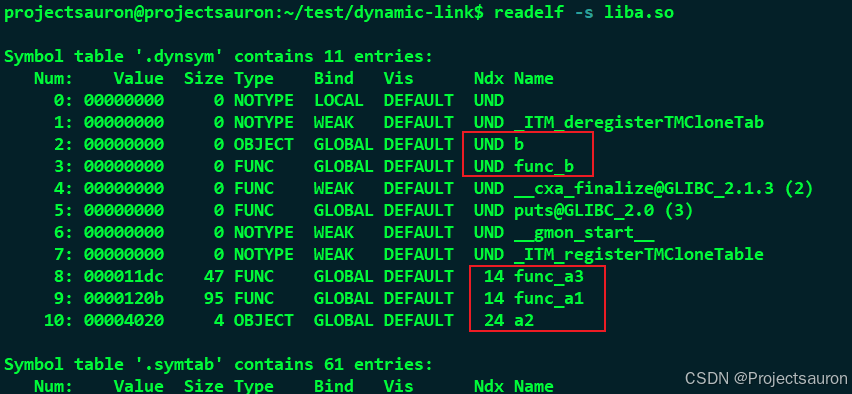 projectsauron@projectsauron:~/test/dynamic-link$ readelf -s liba.so
Symbol table '.dynsym' contains 11 entries:
Num: Value Size Type Bind Vis Ndx Name
0: 00000000 0 NOTYPE LOCAL DEFAULT UND
1: 00000000 0 NOTYPE WEAK DEFAULT UND _ITM_deregisterTMCloneTab
2: 00000000 0 OBJECT GLOBAL DEFAULT UND b
3: 00000000 0 FUNC GLOBAL DEFAULT UND func_b
4: 00000000 0 FUNC WEAK DEFAULT UND __cxa_finalize@GLIBC_2.1.3 (2)
5: 00000000 0 FUNC GLOBAL DEFAULT UND puts@GLIBC_2.0 (3)
6: 00000000 0 NOTYPE WEAK DEFAULT UND __gmon_start__
7: 00000000 0 NOTYPE WEAK DEFAULT UND _ITM_registerTMCloneTable
8: 000011dc 47 FUNC GLOBAL DEFAULT 14 func_a3
9: 0000120b 95 FUNC GLOBAL DEFAULT 14 func_a1
10: 00004020 4 OBJECT GLOBAL DEFAULT 24 a2
Symbol table '.symtab' contains 61 entries:
Num: Value Size Type Bind Vis Ndx Name
CSDN @Projectsauron